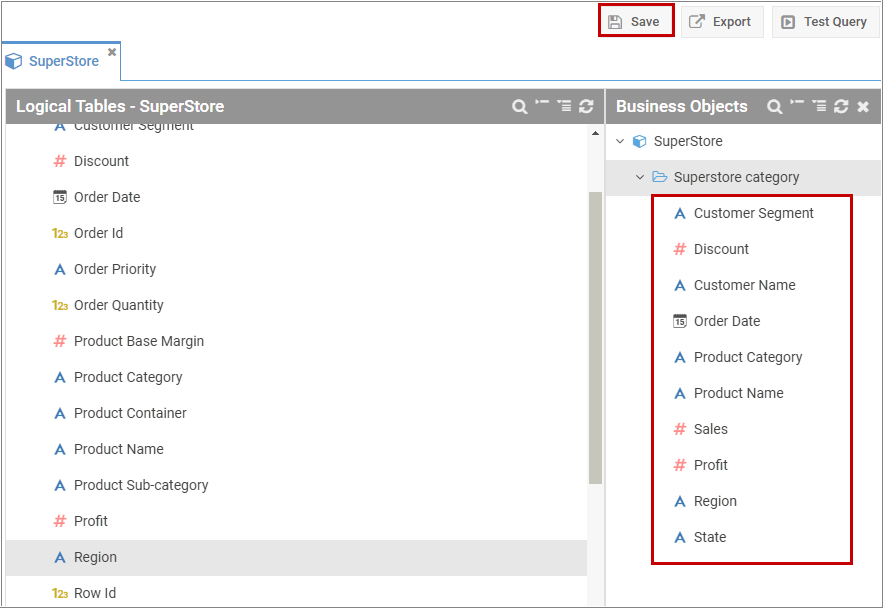 Save
Export
Test Query
SuperStore
Logical Tables - SuperStore
Customer Segment
# Discount
15 Order Date
123 Order Id
A Order Priority
123 Order Quantity
# Product Base Margin
A Product Category
A Product Container
A Product Name
A Product Sub-category
# Profit
A Region
123 Row Id
Business Objects
SuperStore
Superstore category
A Customer Segment
# Discount
A Customer Name
15 Order Date
A Product Category
A Product Name
# Sales
# Profit
A Region
A State